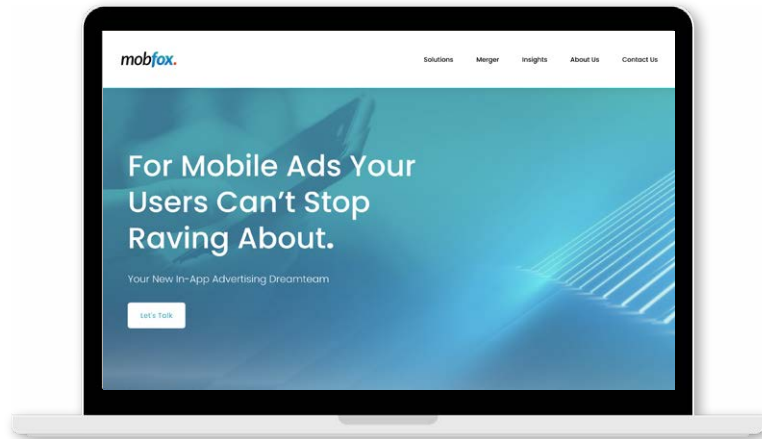 mobfox.
Solutions Merger Insights About Us Contact Us
For Mobile Ads Your
Users Can't Stop
Raving About.
Your New In-App Advertising Dreamteam
Let's Talk